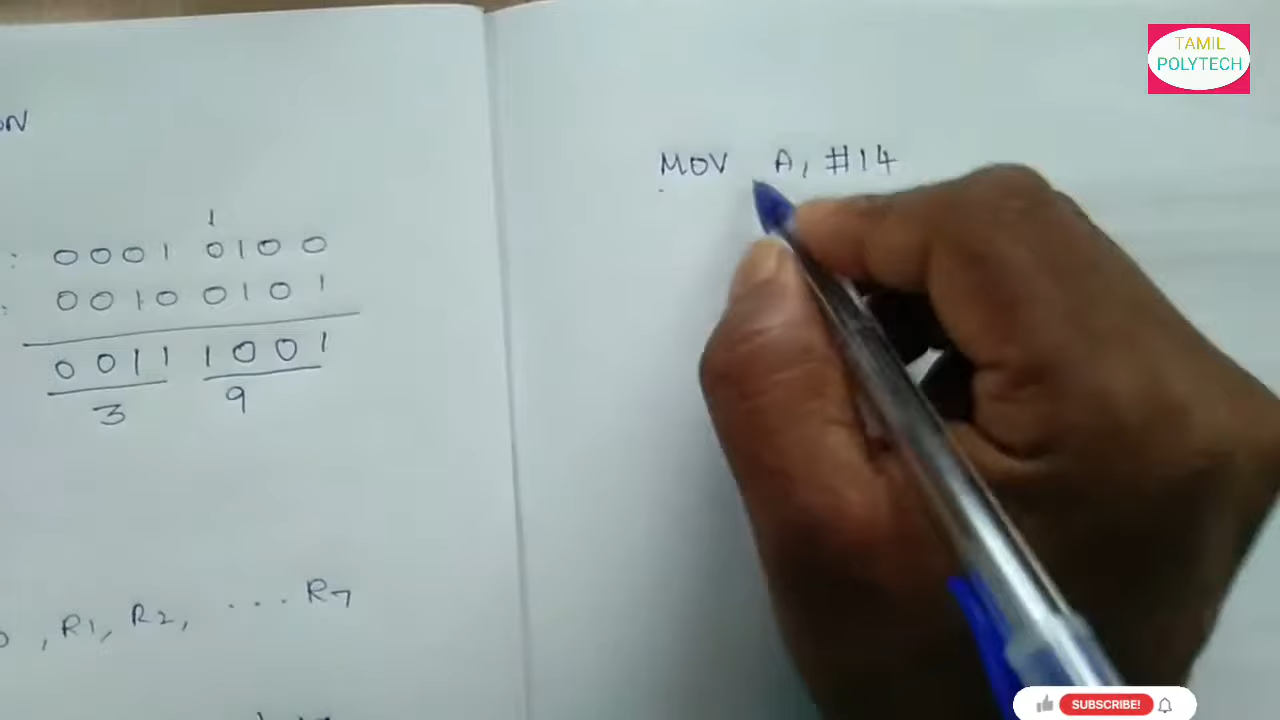 ON
1
: 0001 0100
: 0010 0101
0011 1001
3 9
, R1, R2, ... R7
MOV A, #14
TAMIL
POLYTECH
SUBSCRIBE!